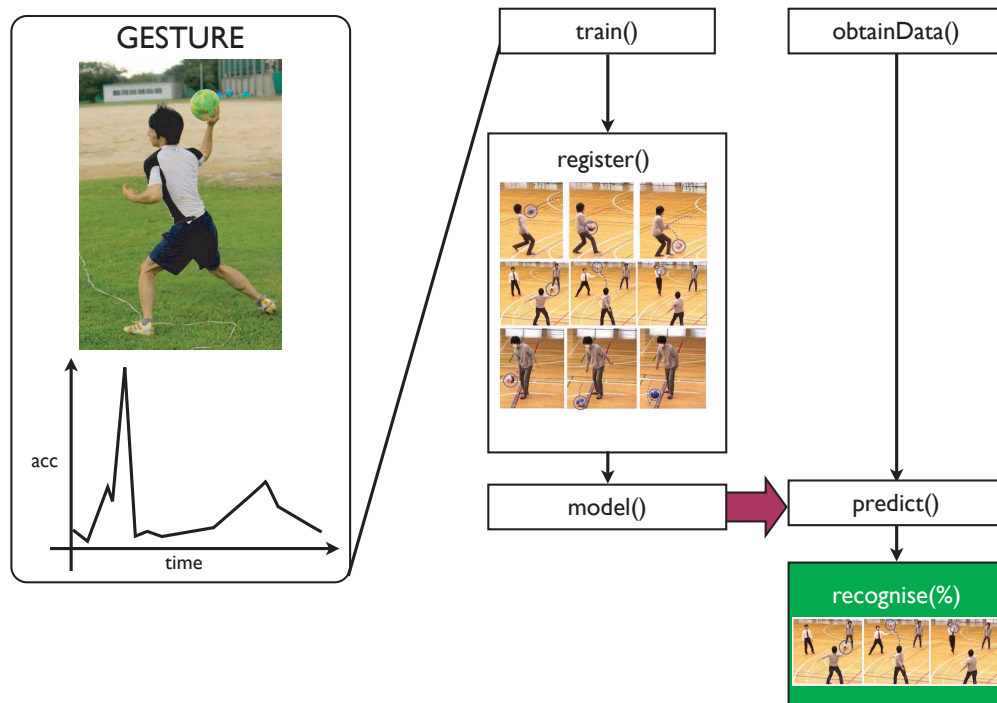 GESTURE
acc
time
train()
register()
model()
obtainData()
predict()
recognise(%)